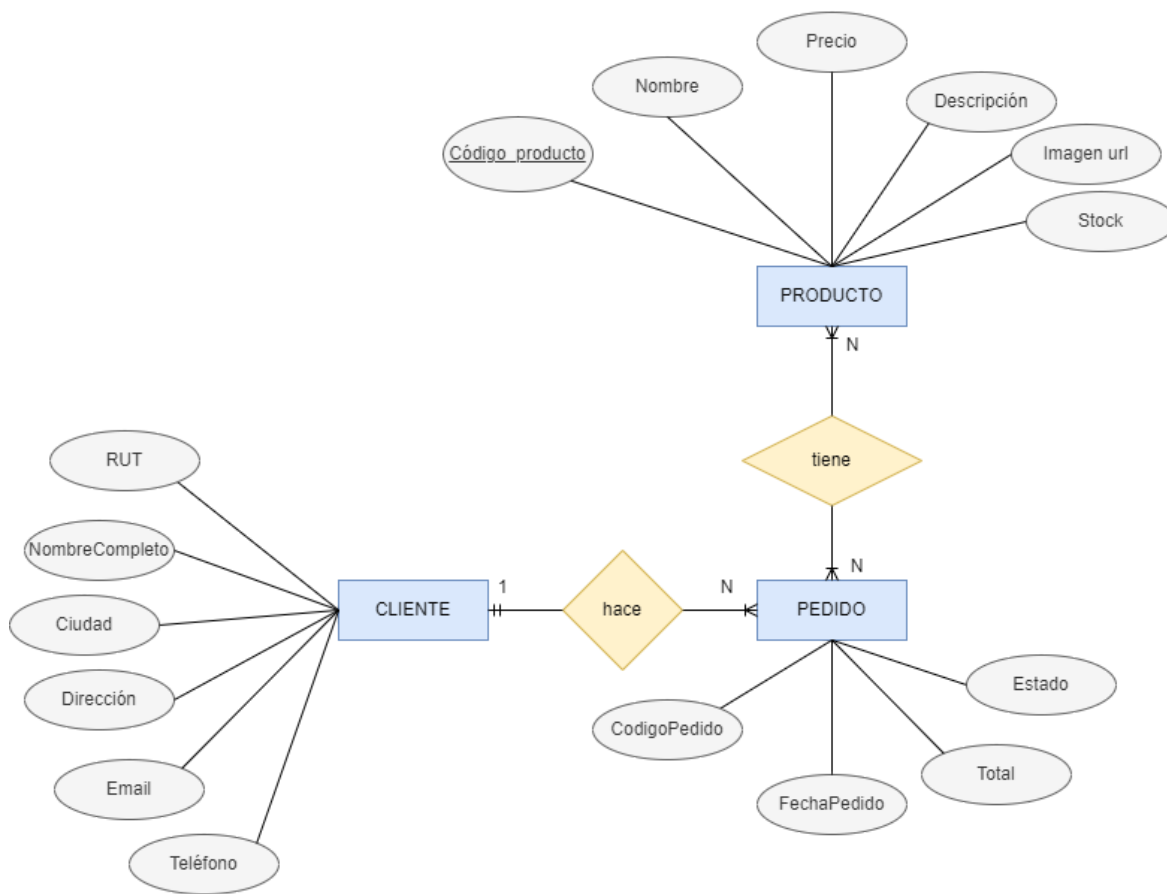 Precio
Nombre
Descripción
Código_producto
Imagen url
Stock
PRODUCTO
N
tiene
RUT
NombreCompleto
Ciudad
Dirección
Email
Teléfono
CLIENTE
1
hace
N
N
PEDIDO
CodigoPedido
FechaPedido
Total
Estado